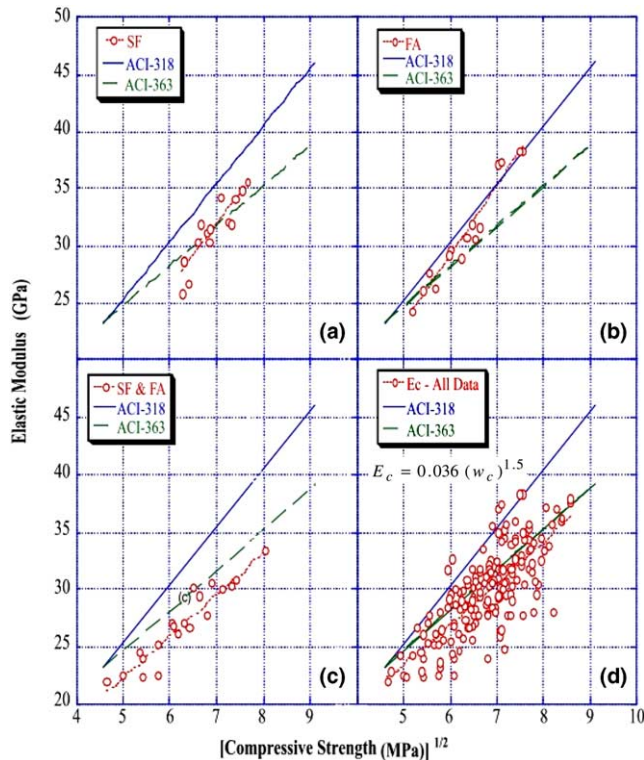 50
SF
ACI-318
ACI-363
FA
ACI-318
ACI-363
45
40
35
30
25
(a)
(b)
Elastic Modulus (GPa)
SF & FA
ACI-318
ACI-363
Ec - All Data
ACI-318
ACI-363
E_c = 0.036 (w_c)^1.5
45
40
35
30
25
20
(c)
(c)
(d)
4 5 6 7 8 9 5 6 7 8 9 10
[Compressive Strength (MPa)] ^1/2